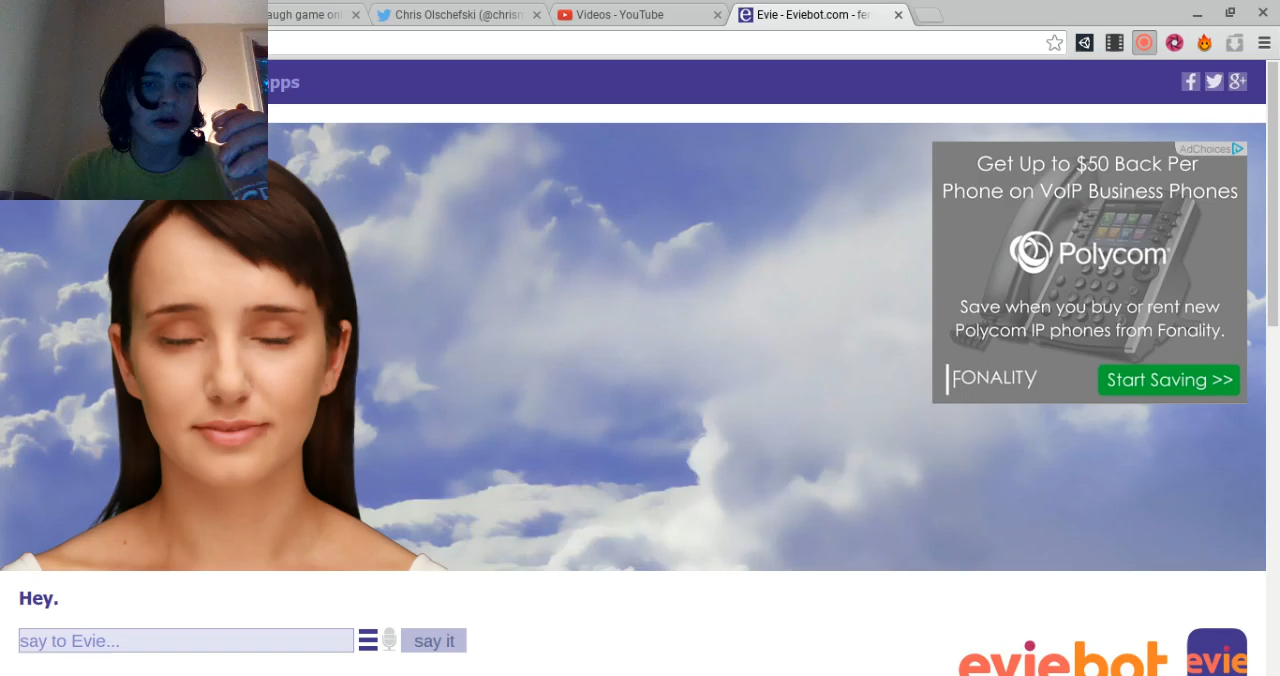 augh game onl
Chris Olschefski (@chrism
Videos - YouTube
Evie - Eviebot.com - fe
pps
AdChoices
Get Up to $50 Back Per
Phone on VoIP Business Phones
Polycom
Save when you buy or rent new
Polycom IP phones from Fonality.
FONALITY
Start Saving >>
Hey.
say to Evie...
say it
eviebot
evie